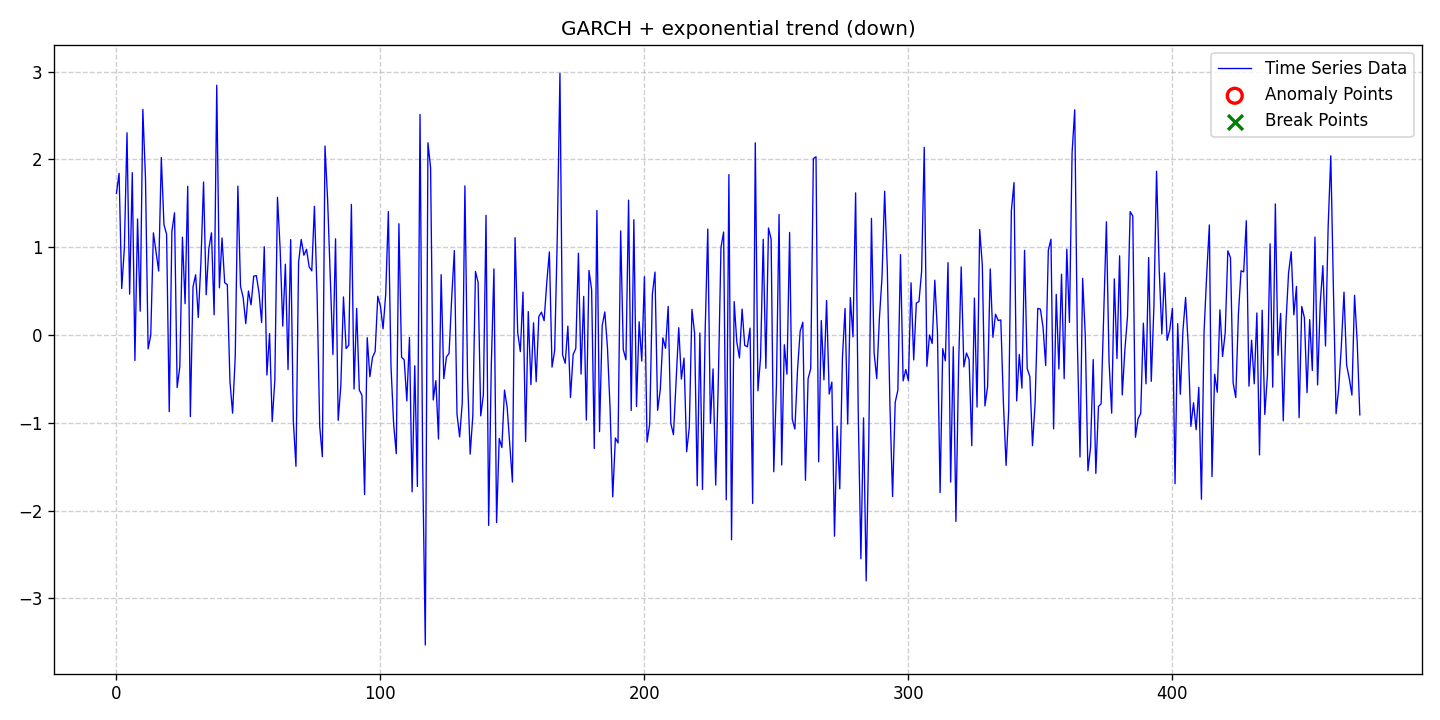 GARCH + exponential trend (down)
Time Series Data
Anomaly Points
Break Points
3
2
1
0
−1
−2
−3
0 100 200 300 400